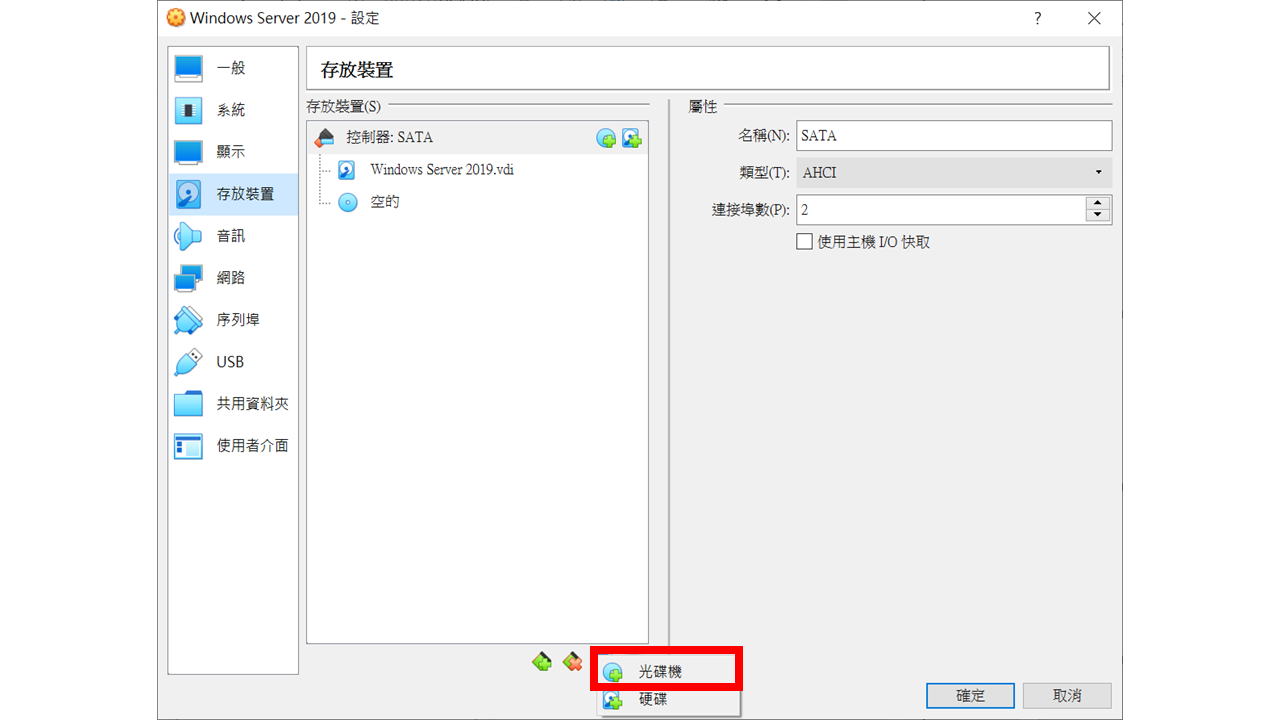 Windows Server 2019 - 設定
?
一般
系統
顯示
存放裝置
音訊
網路
序列埠
USB
共用資料夾
使用者介面
存放裝置
存放裝置(S)
控制器: SATA
Windows Server 2019.vdi
空的
屬性
名稱(N): SATA
類型(T): AHCI
連接埠數(P): 2
使用主機 I/O 快取
光碟機
硬碟
確定
取消